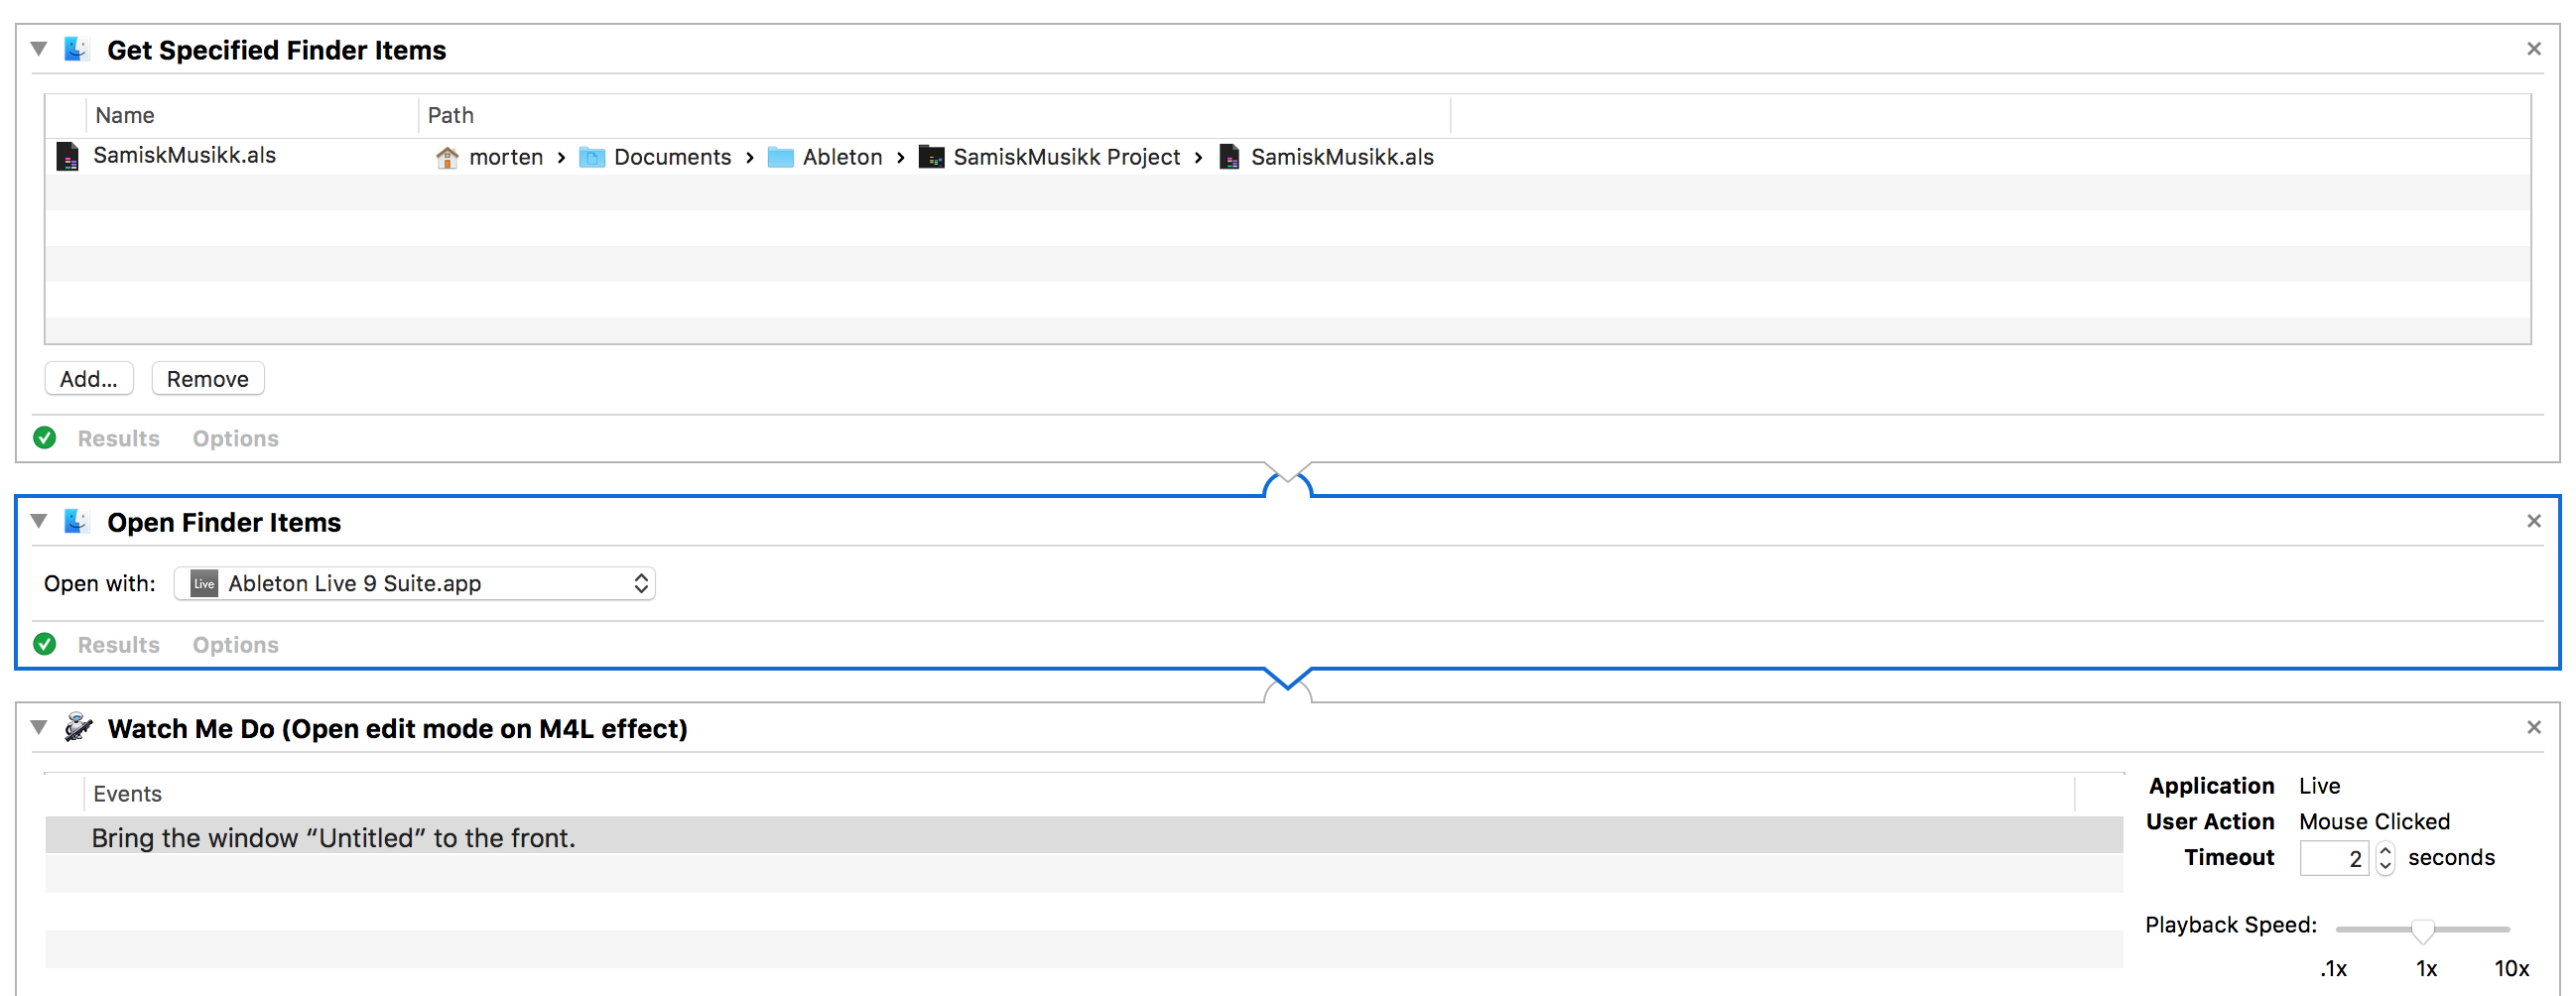 Get Specified Finder Items
Name Path
SamiskMusikk.als morten › Documents › Ableton › SamiskMusikk Project › SamiskMusikk.als
Add... Remove
Results Options
Open Finder Items
Open with: Live Ableton Live 9 Suite.app
Results Options
Watch Me Do (Open edit mode on M4L effect)
Events
Bring the window “Untitled” to the front.
Application Live
User Action Mouse Clicked
Timeout 2 seconds
Playback Speed:
.1x 1x 10x